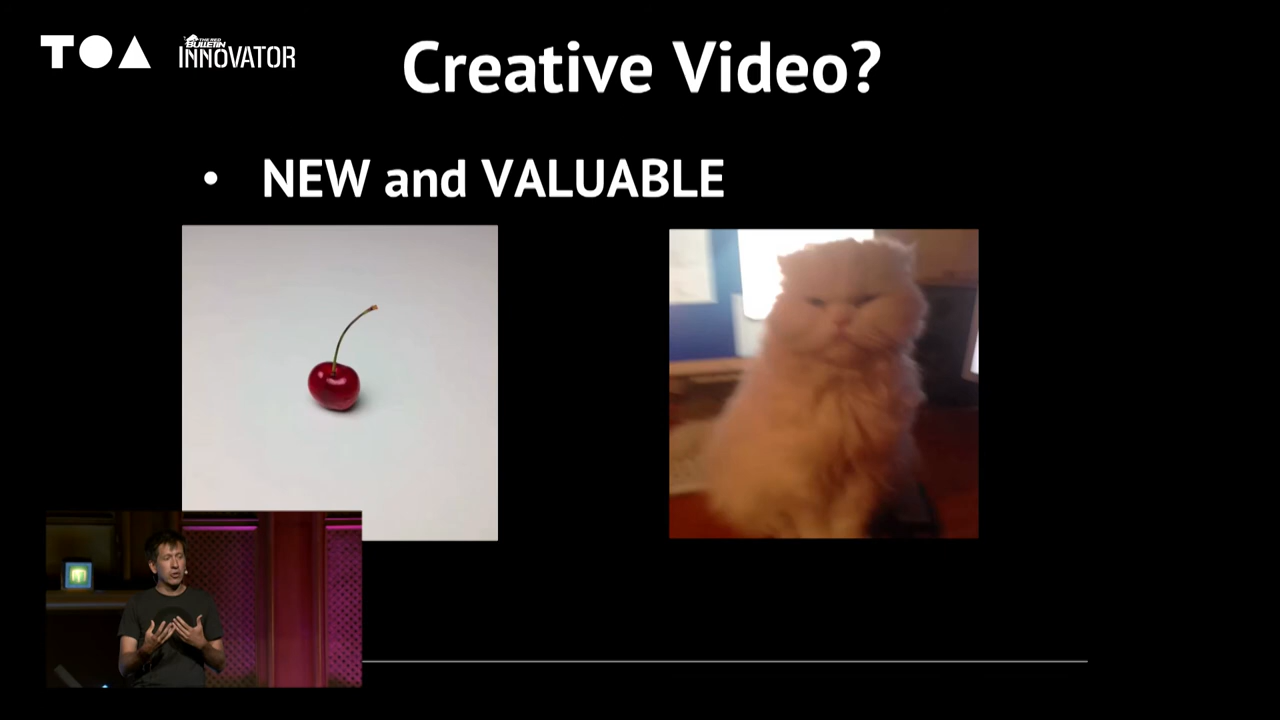 TOA
THE RED
BULLETIN
INNOVATOR
Creative Video?
• NEW and VALUABLE